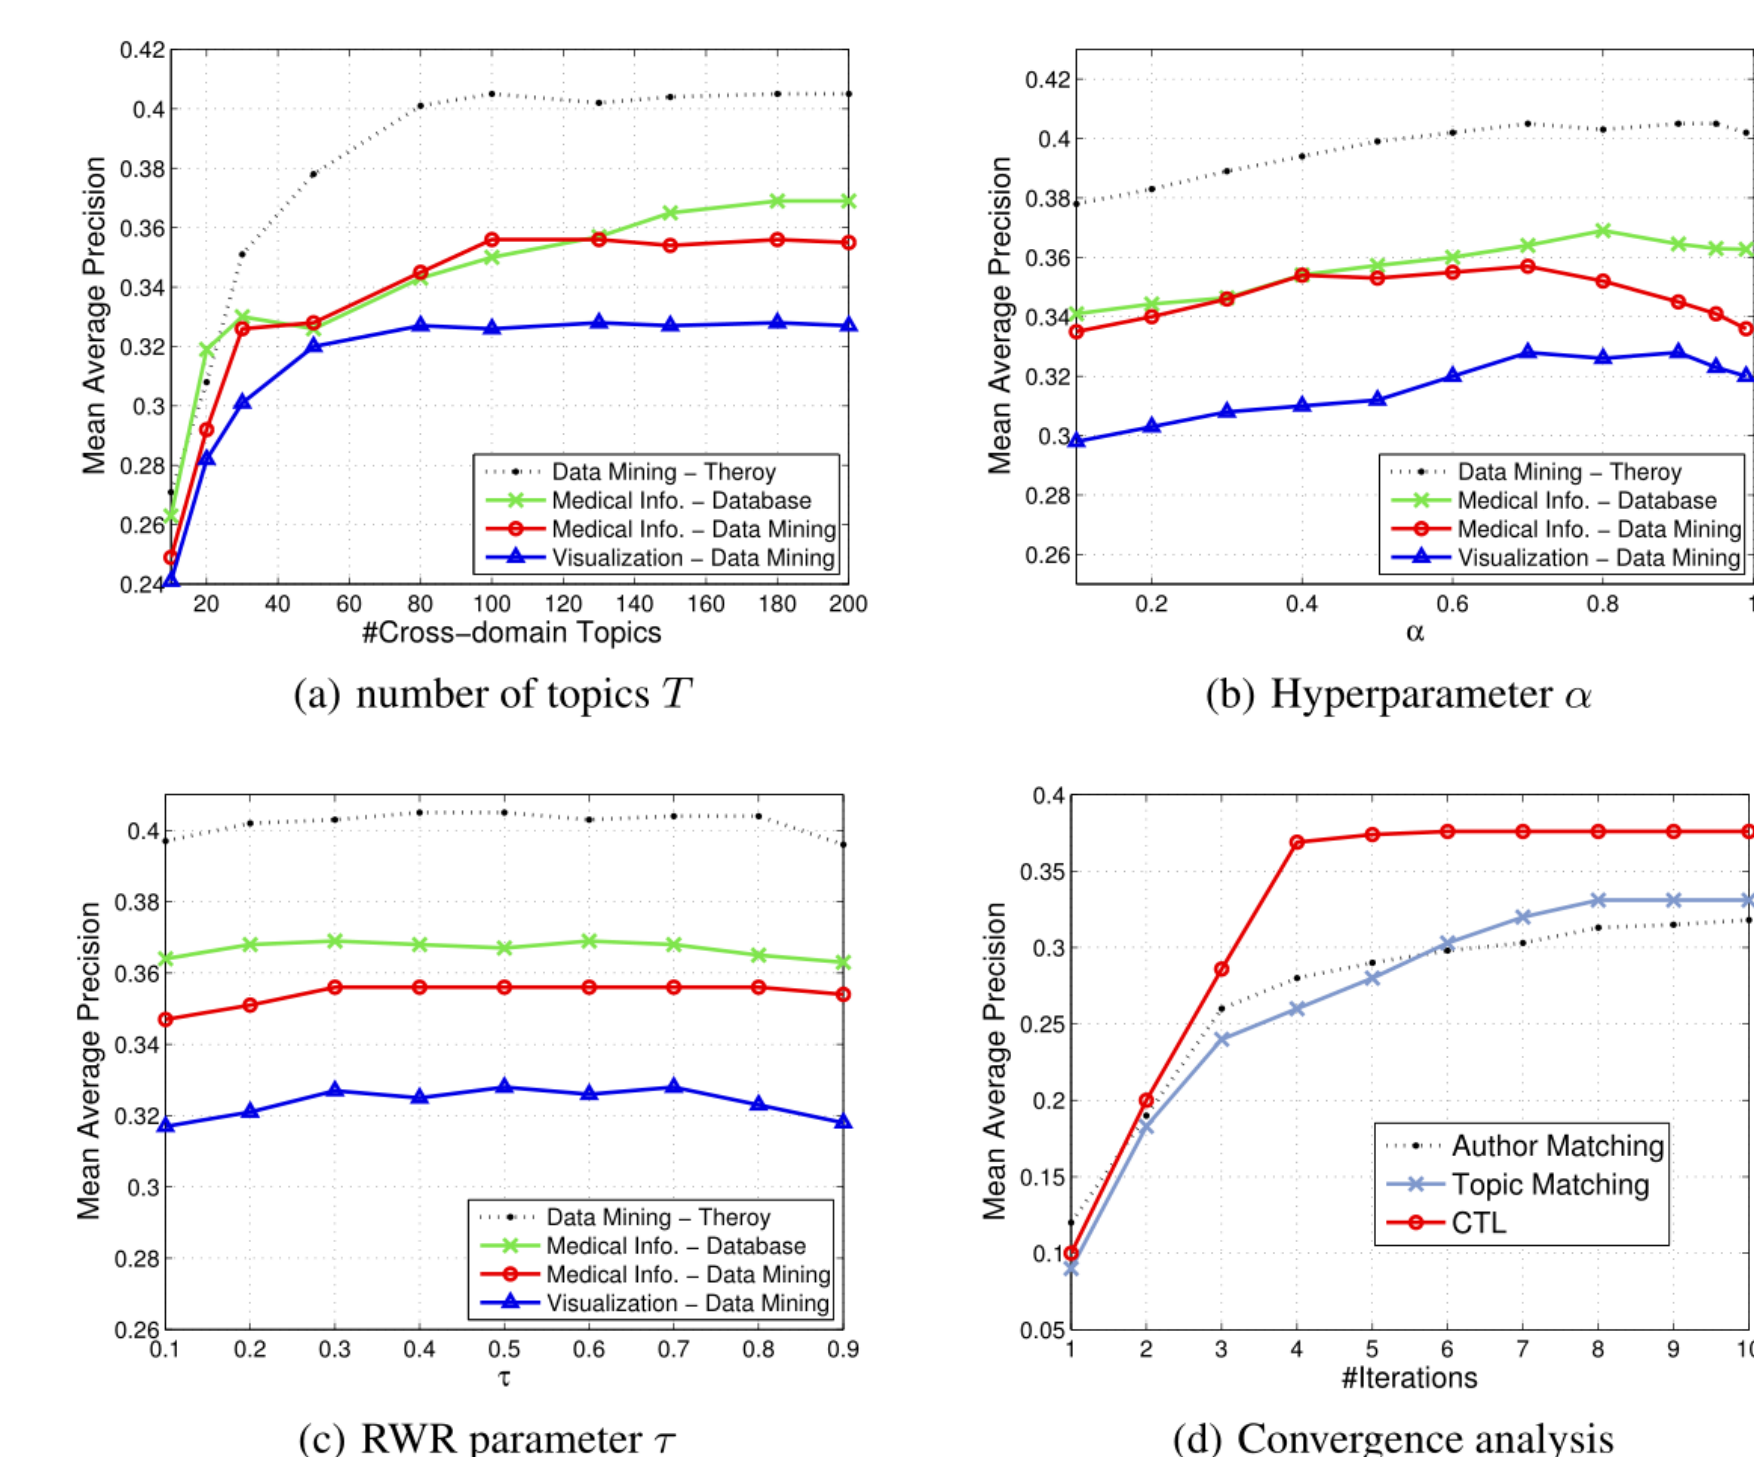 0.42
0.4
0.38
0.36
0.34
0.32
0.3
0.28
0.26
0.24
Mean Average Precision
20 40 60 80 100 120 140 160 180 200
#Cross−domain Topics
Data Mining − Theroy
Medical Info. − Database
Medical Info. − Data Mining
Visualization − Data Mining
(a) number of topics T
0.42
0.4
0.38
0.36
0.34
0.32
0.3
0.28
0.26
Mean Average Precision
0.2 0.4 0.6 0.8 1
α
Data Mining − Theroy
Medical Info. − Database
Medical Info. − Data Mining
Visualization − Data Mining
(b) Hyperparameter α
0.4
0.38
0.36
0.34
0.32
0.3
0.28
0.26
Mean Average Precision
0.1 0.2 0.3 0.4 0.5 0.6 0.7 0.8 0.9
τ
Data Mining − Theroy
Medical Info. − Database
Medical Info. − Data Mining
Visualization − Data Mining
(c) RWR parameter τ
0.4
0.35
0.3
0.25
0.2
0.15
0.1
0.05
Mean Average Precision
1 2 3 4 5 6 7 8 9 10
#Iterations
Author Matching
Topic Matching
CTL
(d) Convergence analysis